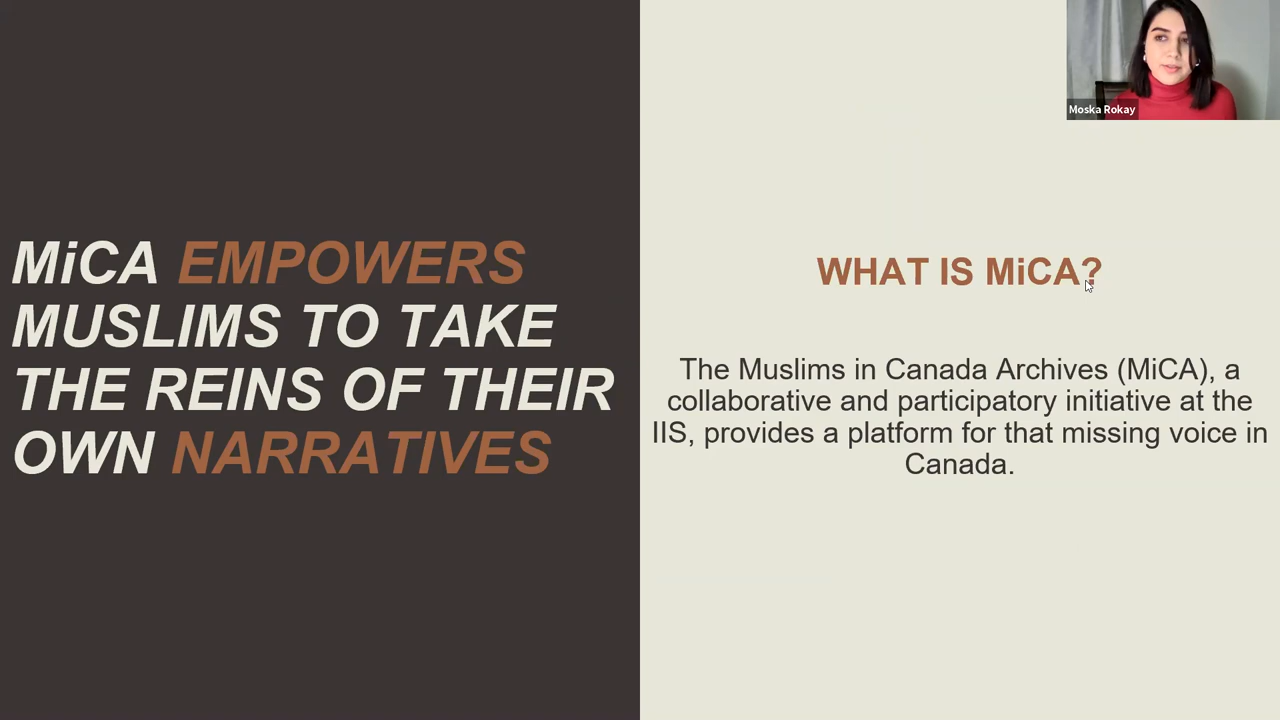 MiCA EMPOWERS
MUSLIMS TO TAKE
THE REINS OF THEIR
OWN NARRATIVES
WHAT IS MiCA?
The Muslims in Canada Archives (MiCA), a
collaborative and participatory initiative at the
IIS, provides a platform for that missing voice in
Canada.
Moska Rokay